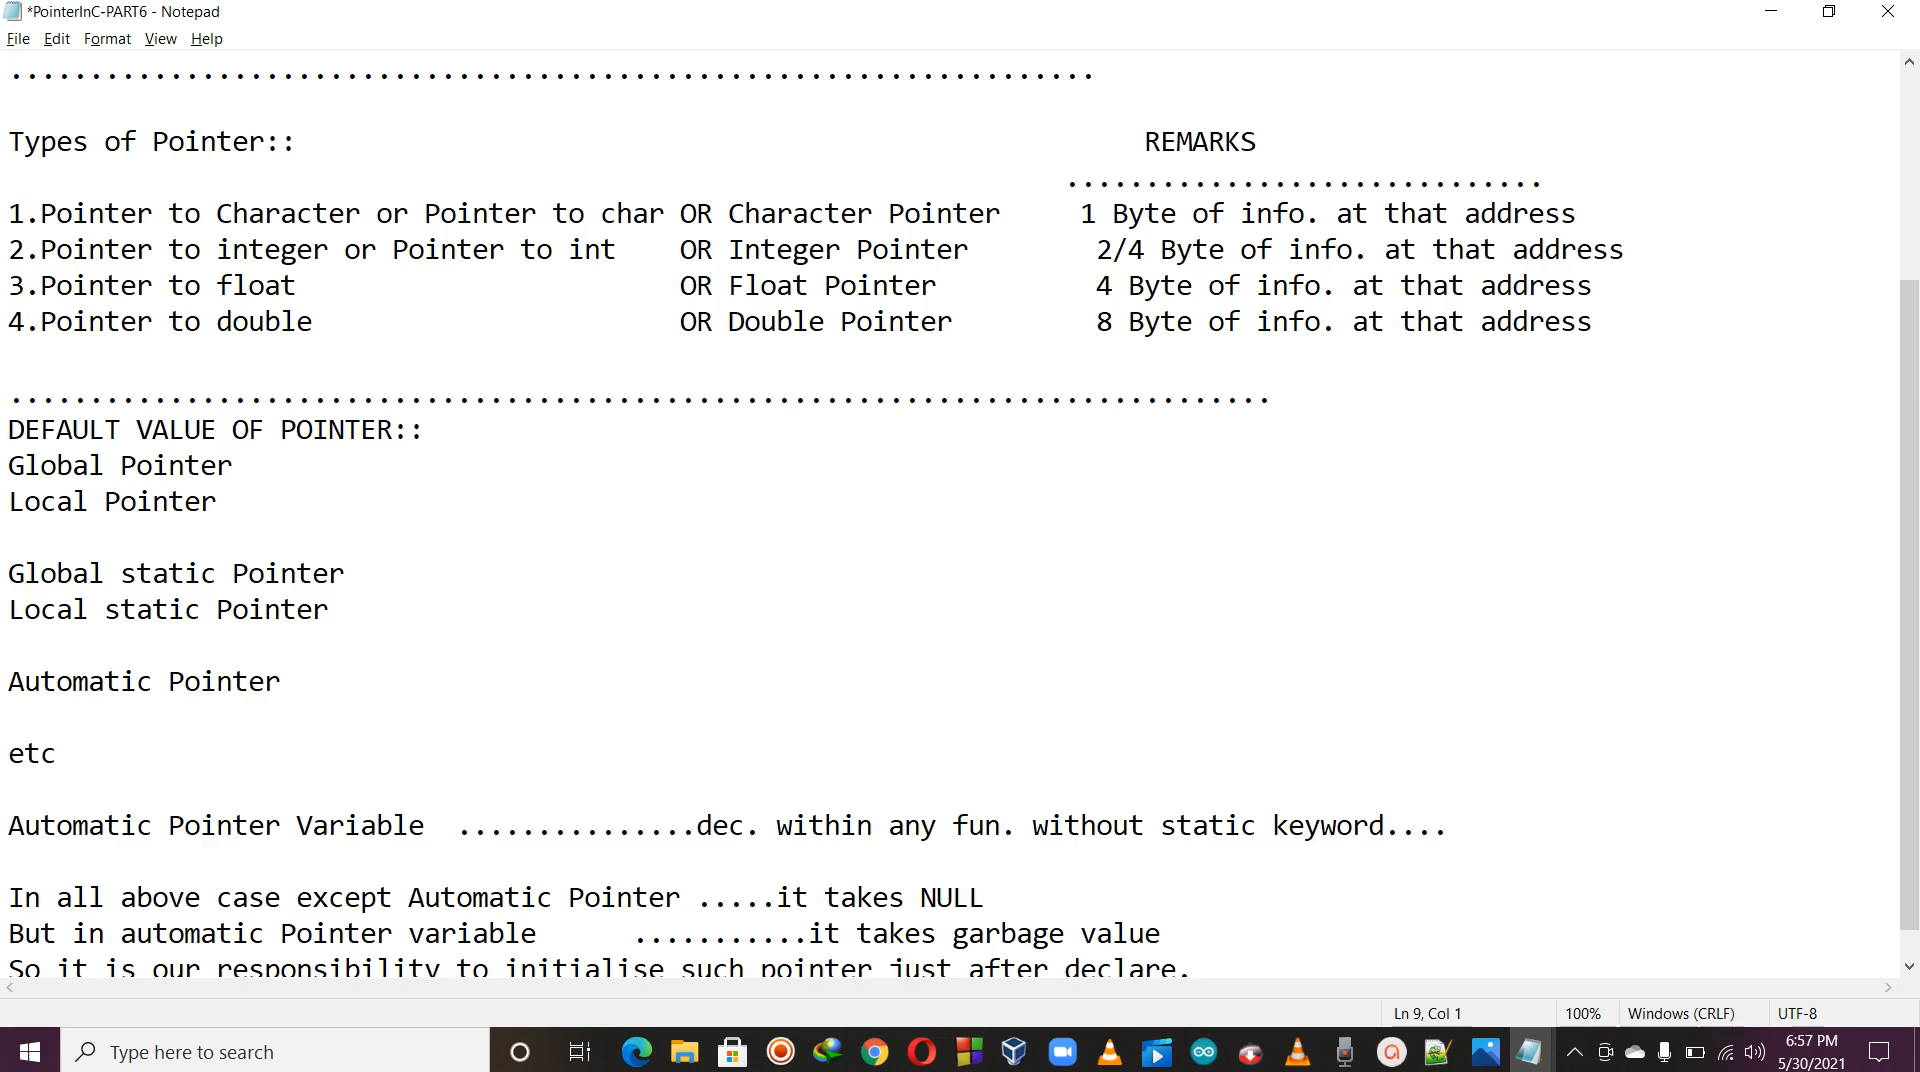 *PointerInC-PART6 - Notepad
File Edit Format View Help
......................................................................
Types of Pointer:: REMARKS
..............................
1.Pointer to Character or Pointer to char OR Character Pointer 1 Byte of info. at that address
2.Pointer to integer or Pointer to int OR Integer Pointer 2/4 Byte of info. at that address
3.Pointer to float OR Float Pointer 4 Byte of info. at that address
4.Pointer to double OR Double Pointer 8 Byte of info. at that address
...............................................................................
DEFAULT VALUE OF POINTER::
Global Pointer
Local Pointer
Global static Pointer
Local static Pointer
Automatic Pointer
etc
Automatic Pointer Variable ...............dec. within any fun. without static keyword....
In all above case except Automatic Pointer .....it takes NULL
But in automatic Pointer variable ...........it takes garbage value
So it is our responsibility to initialise such pointer just after declare.
Ln 9, Col 1 100% Windows (CRLF) UTF-8
Type here to search
6:57 PM
5/30/2021